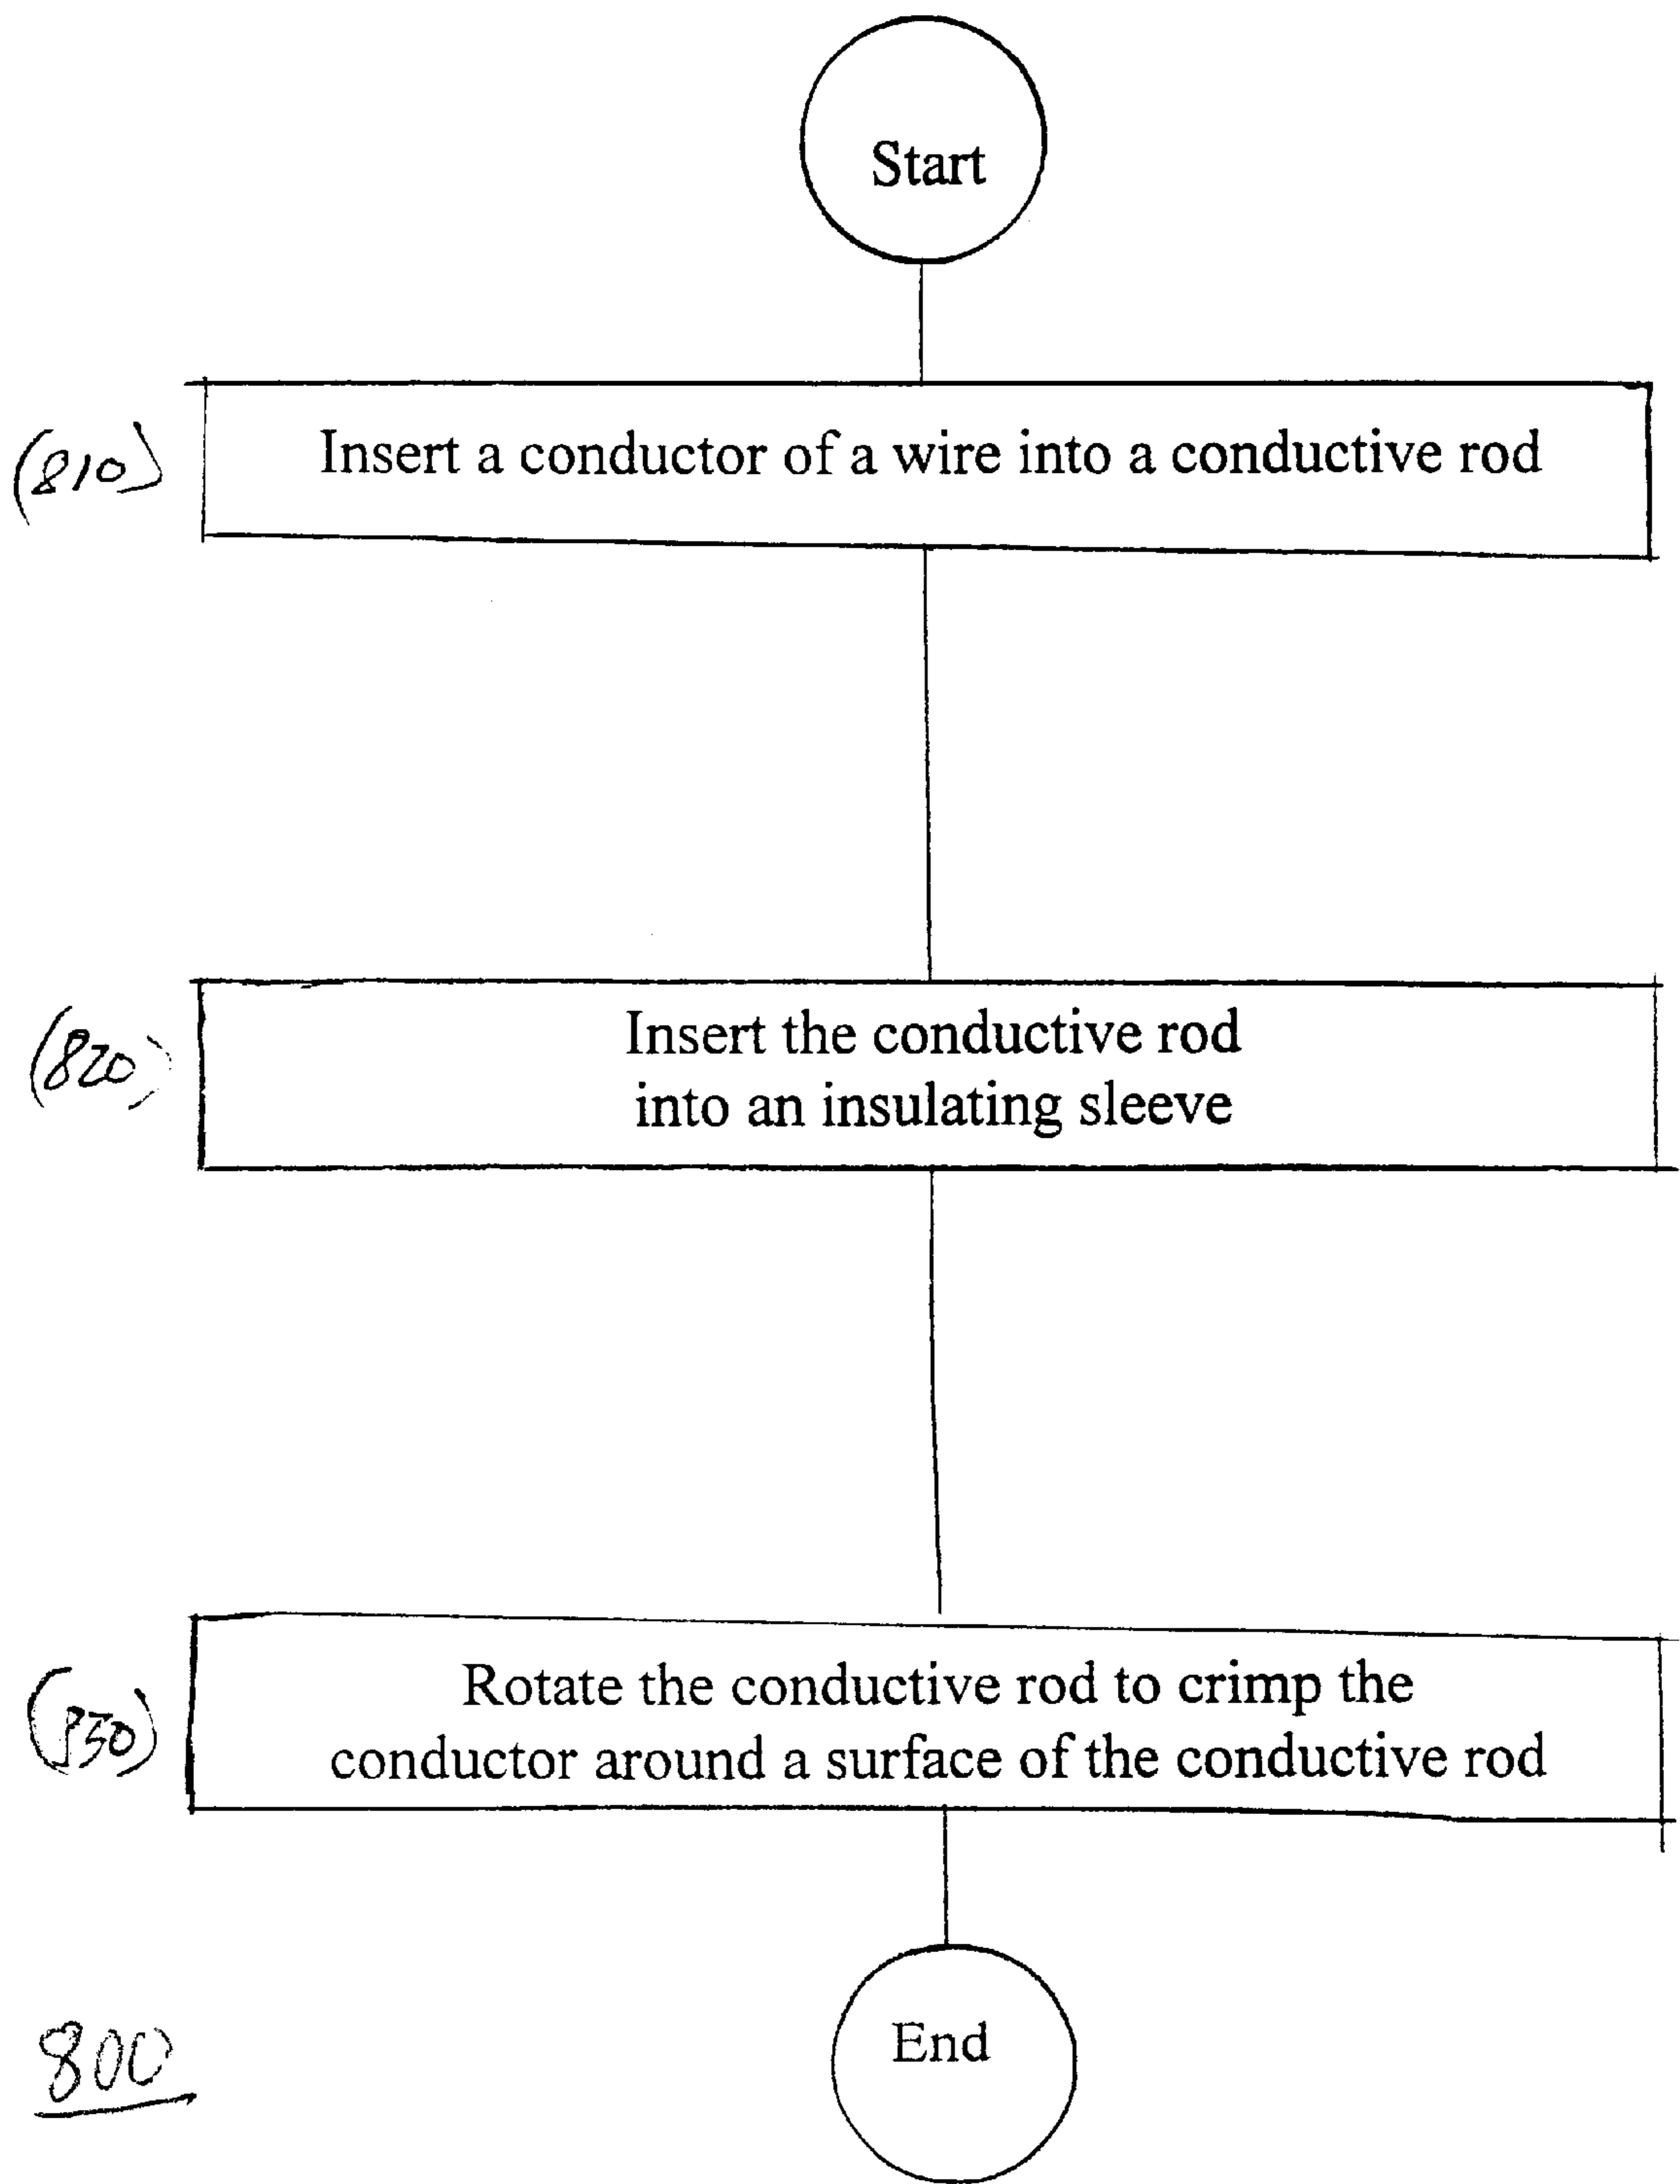 Start
(810)
Insert a conductor of a wire into a conductive rod
(820)
Insert the conductive rod
into an insulating sleeve
Rotate the conductive rod to crimp the
conductor around a surface of the conductive rod
End
800